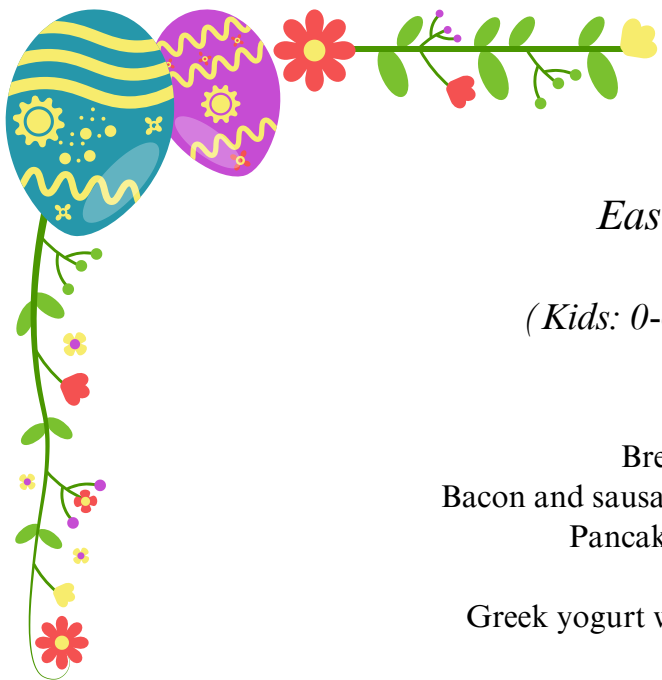 Eas
(Kids: 0-
Bre
Bacon and sausa
Pancak
Greek yogurt